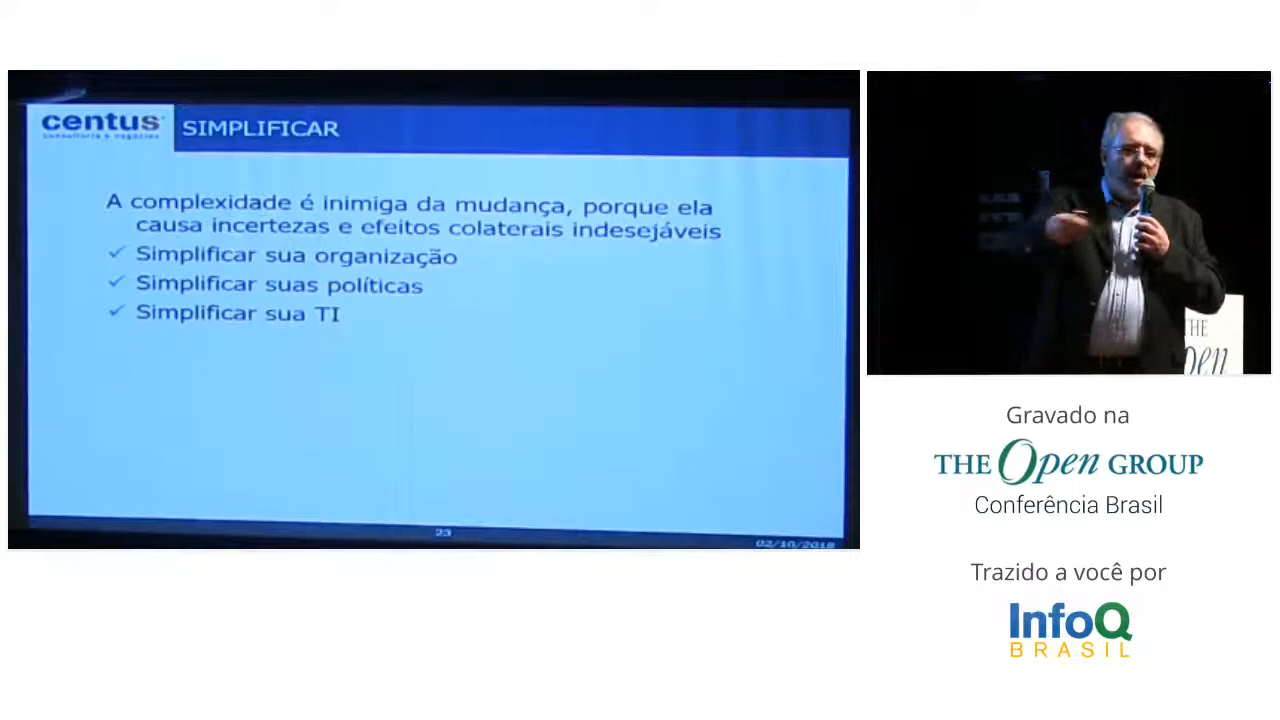 centus
consultoria e negócios
SIMPLIFICAR
A complexidade é inimiga da mudança, porque ela
causa incertezas e efeitos colaterais indesejáveis
✓ Simplificar sua organização
✓ Simplificar suas políticas
✓ Simplificar sua TI
23
02/10/2018
THE
pen
Gravado na
THE Open GROUP
Conferência Brasil
Trazido a você por
InfoQ
BRASIL